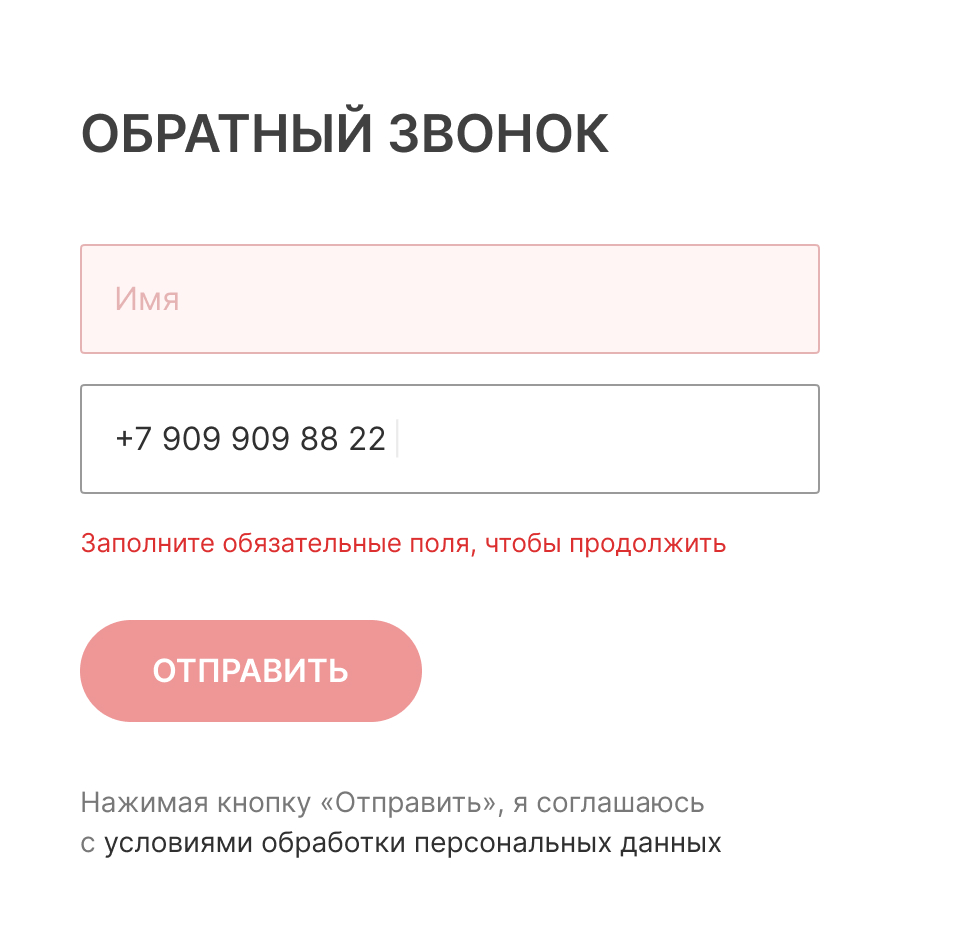 ОБРАТНЫЙ ЗВОНОК
Имя
+7 909 909 88 22
Заполните обязательные поля, чтобы продолжить
ОТПРАВИТЬ
Нажимая кнопку «Отправить», я соглашаюсь
с условиями обработки персональных данных